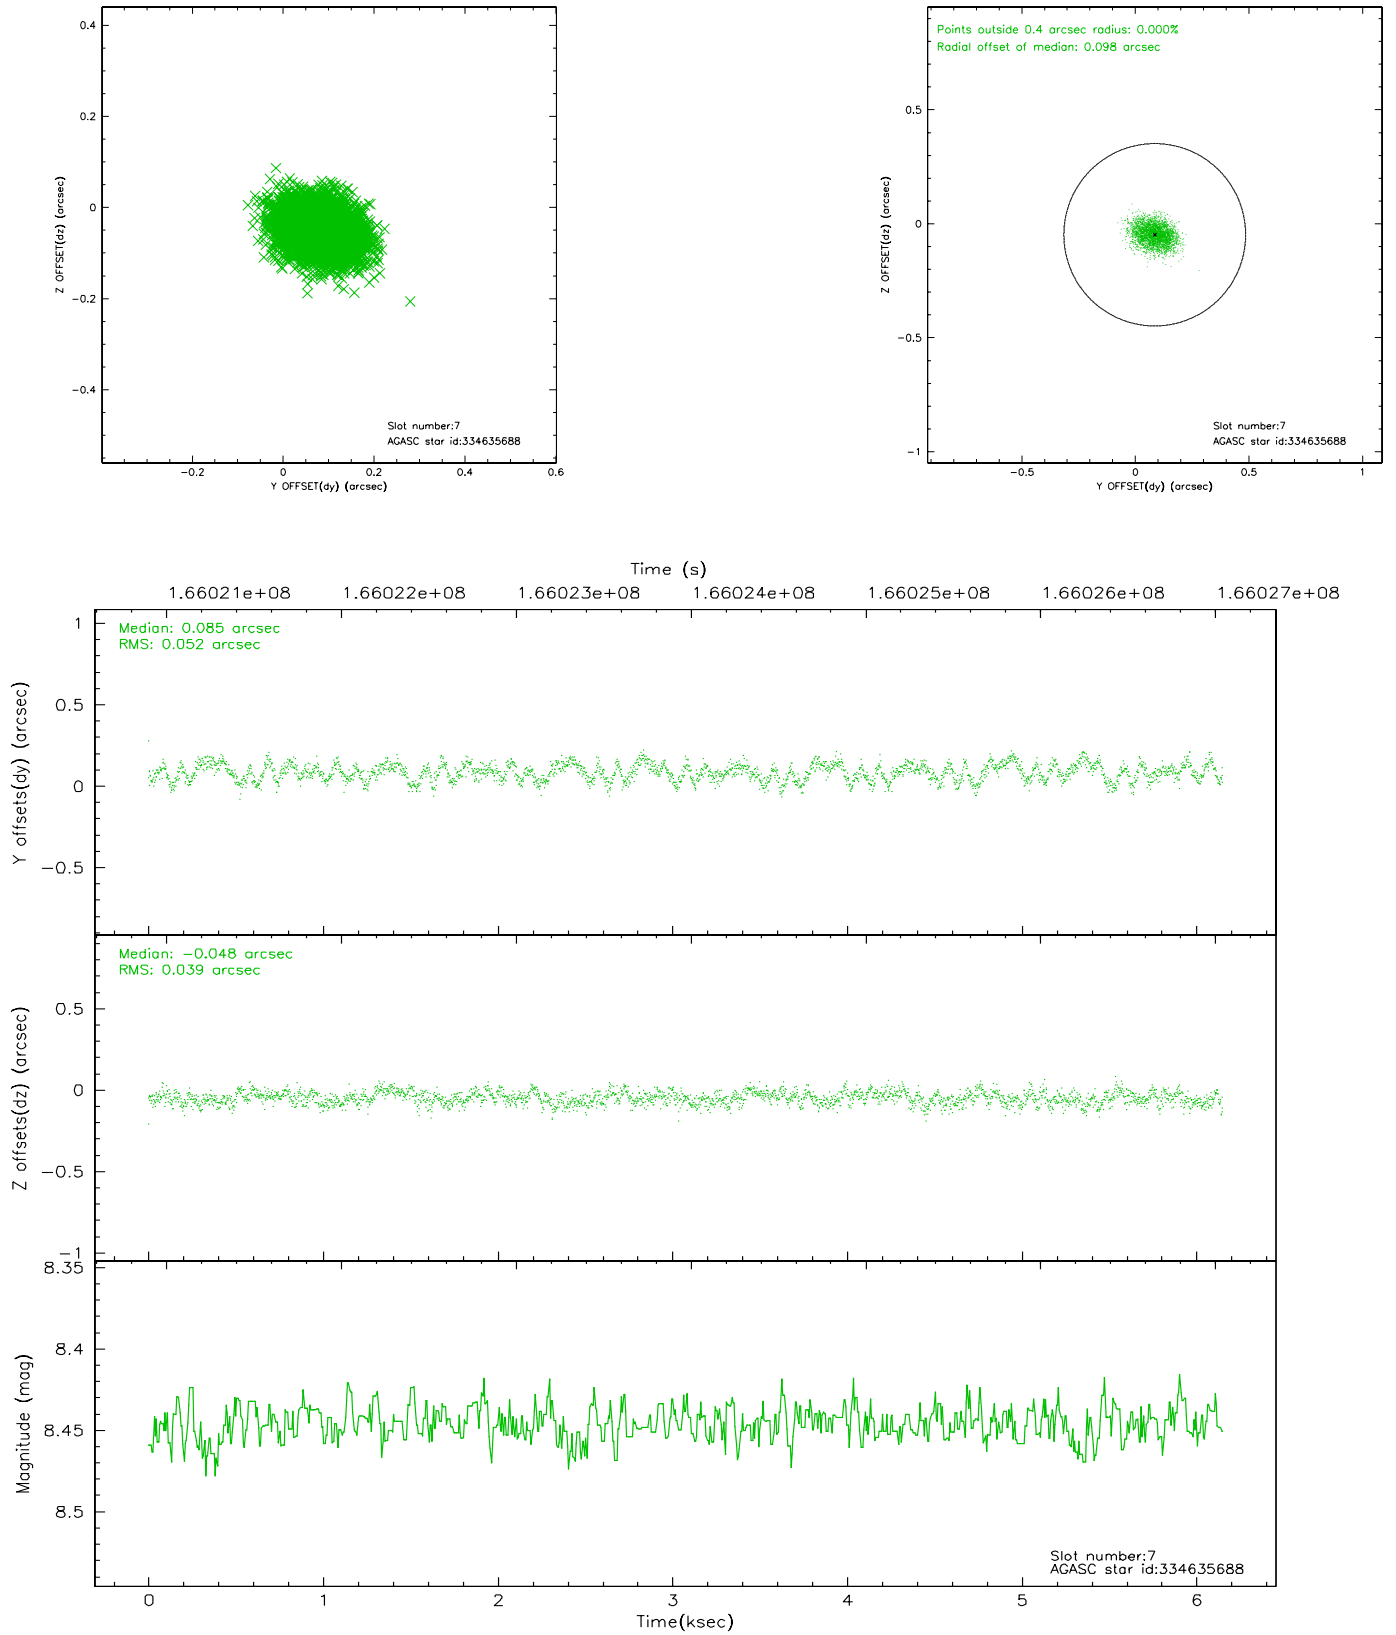 0.4
0.2
0
−0.2
−0.4
Z OFFSET(dz) (arcsec)
Slot number:7
AGASC star id:334635688
−0.2 0 0.2 0.4 0.6
Y OFFSET(dy) (arcsec)
Points outside 0.4 arcsec radius: 0.000%
Radial offset of median: 0.098 arcsec
0.5
0
−0.5
−1
Z OFFSET(dz) (arcsec)
Slot number:7
AGASC star id:334635688
−0.5 0 0.5 1
Y OFFSET(dy) (arcsec)
Time (s)
1.66021e+08 1.66022e+08 1.66023e+08 1.66024e+08 1.66025e+08 1.66026e+08 1.66027e+08
Median: 0.085 arcsec
RMS: 0.052 arcsec
1
0.5
0
−0.5
Y offsets(dy) (arcsec)
Median: −0.048 arcsec
RMS: 0.039 arcsec
0.5
0
−0.5
−1
Z offsets(dz) (arcsec)
8.35
8.4
8.45
8.5
Magnitude (mag)
Slot number:7
AGASC star id:334635688
0 1 2 3 4 5 6
Time(ksec)